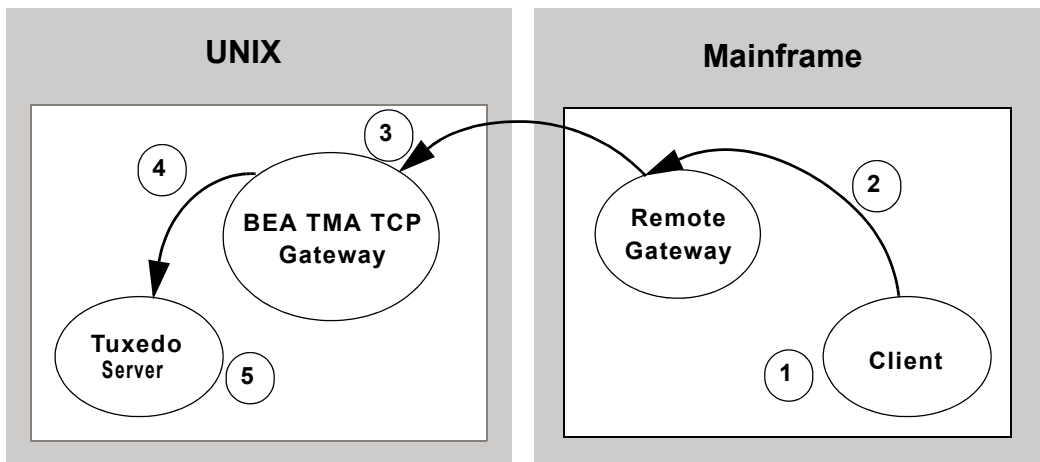 UNIX
Mainframe
3
4
2
BEA TMA TCP
Gateway
Remote
Gateway
Tuxedo
Server
5
1
Client